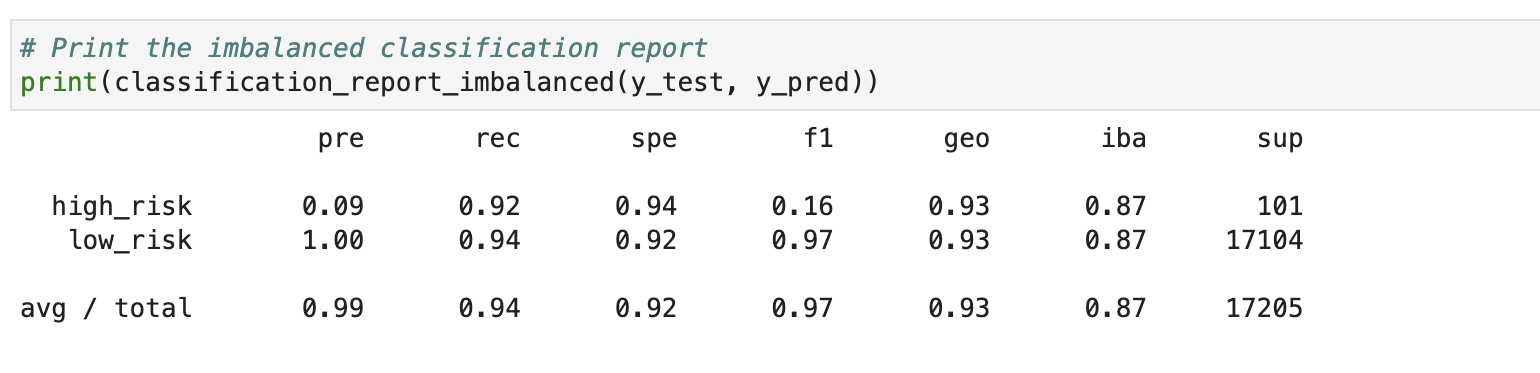 # Print the imbalanced classification report
print(classification_report_imbalanced(y_test, y_pred))
pre rec spe f1 geo iba sup
high_risk 0.09 0.92 0.94 0.16 0.93 0.87 101
low_risk 1.00 0.94 0.92 0.97 0.93 0.87 17104
avg / total 0.99 0.94 0.92 0.97 0.93 0.87 17205